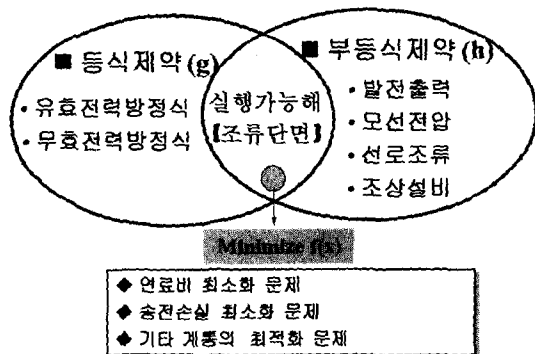 ■ 등식제약 (g)
· 유효전력방정식
· 무효전력방정식
실행가능해
【조류단면】
■ 부등식제약 (h)
· 발전출력
· 모선전압
· 선로조류
· 조상설비
Minimize f(x)
◆ 연료비 최소화 문제
◆ 송전손실 최소화 문제
◆ 기타 계통의 최적화 문제